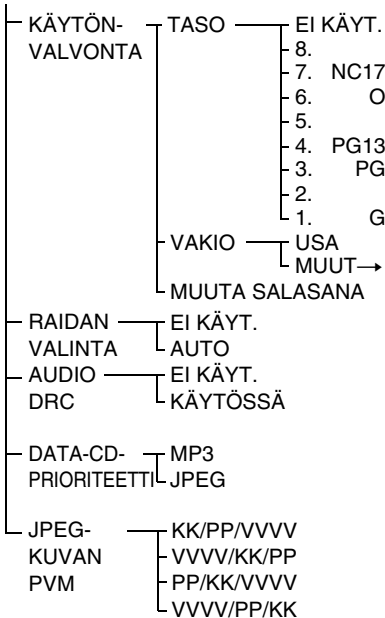 KÄYTÖN- TASO EI KÄYT.
VALVONTA 8.
7. NC17
6. O
5.
4. PG13
3. PG
2.
1. G
VAKIO USA
MUUT→
MUUTA SALASANA
RAIDAN EI KÄYT.
VALINTA AUTO
AUDIO EI KÄYT.
DRC KÄYTÖSSÄ
DATA-CD- MP3
PRIORITEETTI JPEG
JPEG- KK/PP/VVVV
KUVAN VVVV/KK/PP
PVM PP/KK/VVVV
VVVV/PP/KK